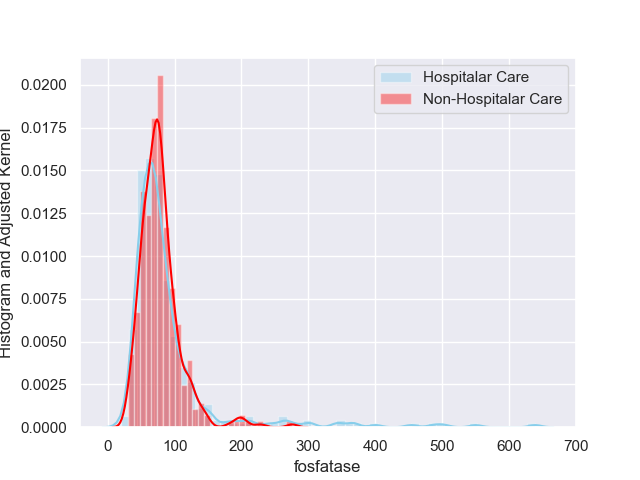 Hospitalar Care
Non-Hospitalar Care
Histogram and Adjusted Kernel
0.0200
0.0175
0.0150
0.0125
0.0100
0.0075
0.0050
0.0025
0.0000
0 100 200 300 400 500 600 700
fosfatase